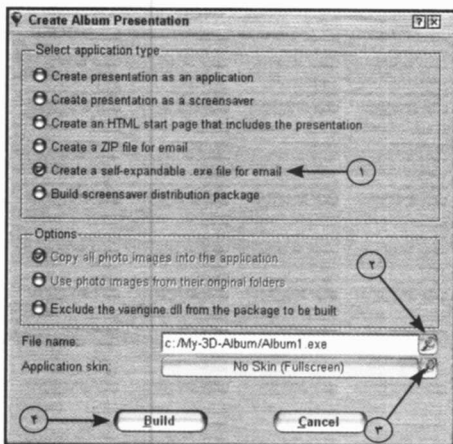 Create Album Presentation
Select application type
Create presentation as an application
Create presentation as a screensaver
Create an HTML start page that includes the presentation
Create a ZIP file for email
Create a self-expandable .exe file for email
۱
Build screensaver distribution package
Options
Copy all photo images into the application
Use photo images from their original folders
۲
Exclude the vaengine.dll from the package to be built
File name:
c:/My-3D-Album/Album1.exe
Application skin:
No Skin (Fullscreen)
۴
Build
Cancel
۳